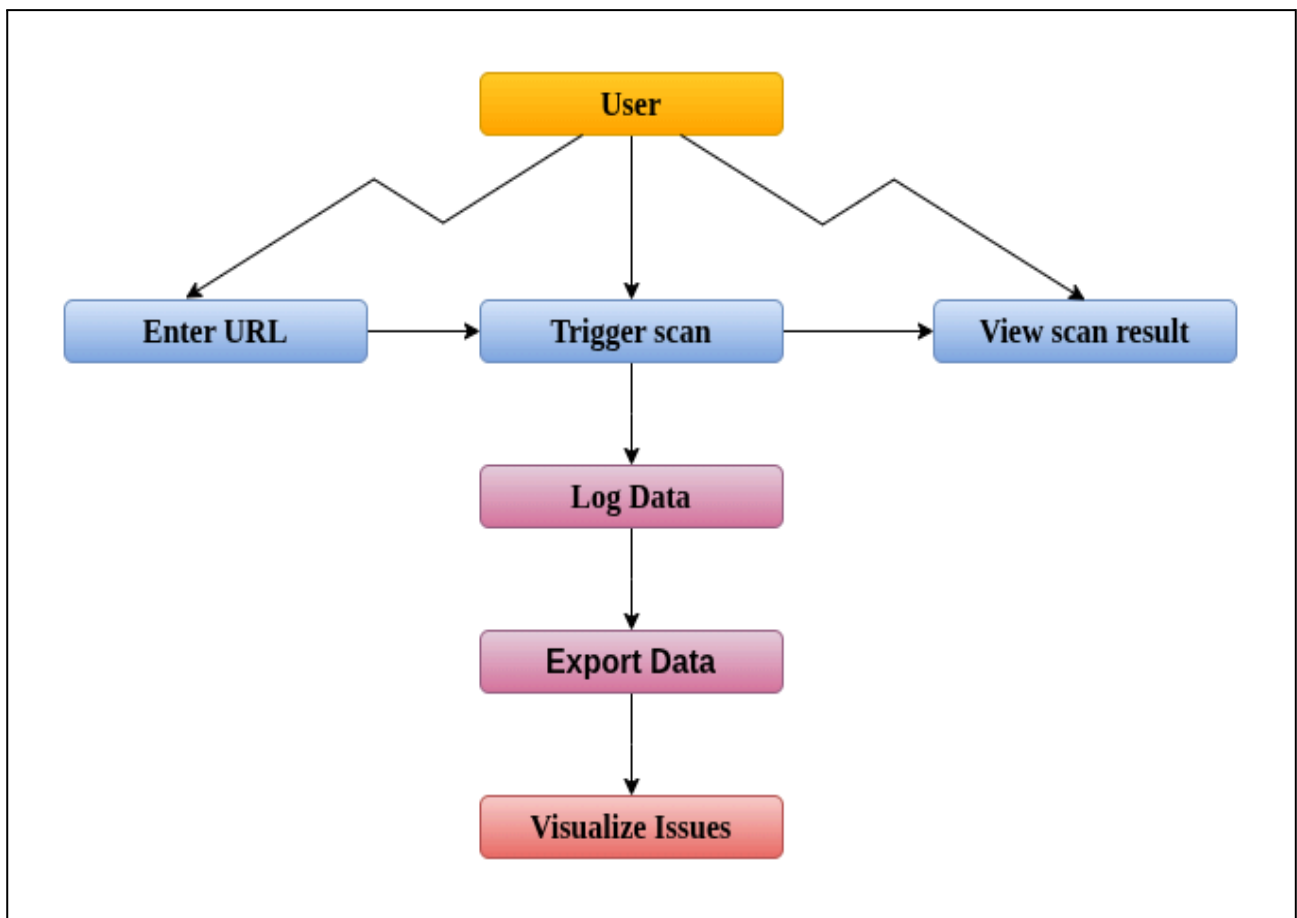 User
Enter URL
Trigger scan
View scan result
Log Data
Export Data
Visualize Issues